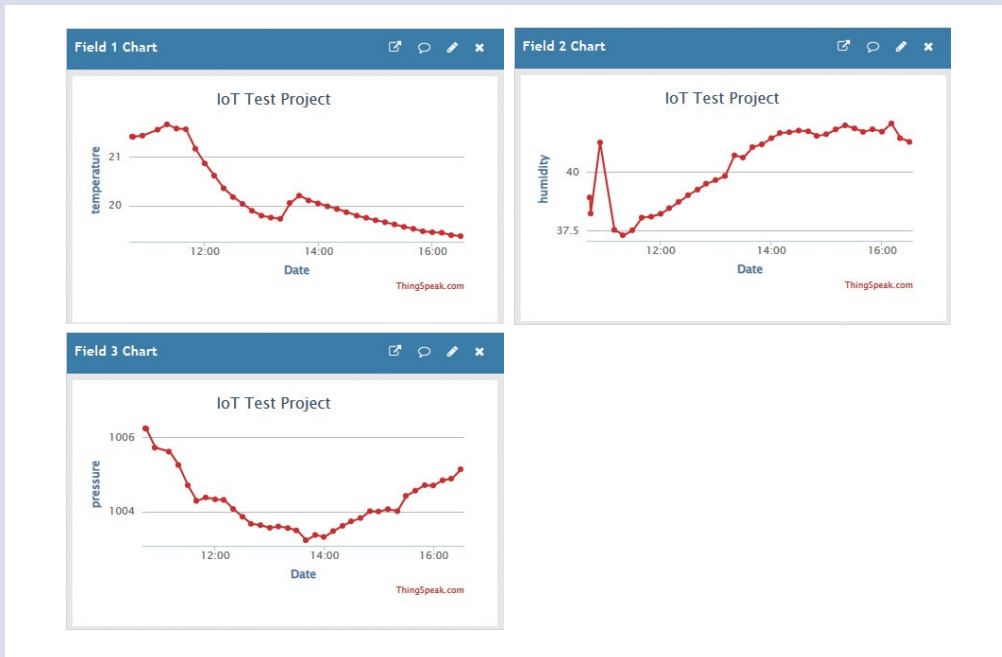 Field 1 Chart
IoT Test Project
temperature
21
20
12:00 14:00 16:00
Date
ThingSpeak.com
Field 2 Chart
IoT Test Project
humidity
40
37.5
12:00 14:00 16:00
Date
ThingSpeak.com
Field 3 Chart
IoT Test Project
pressure
1006
1004
12:00 14:00 16:00
Date
ThingSpeak.com